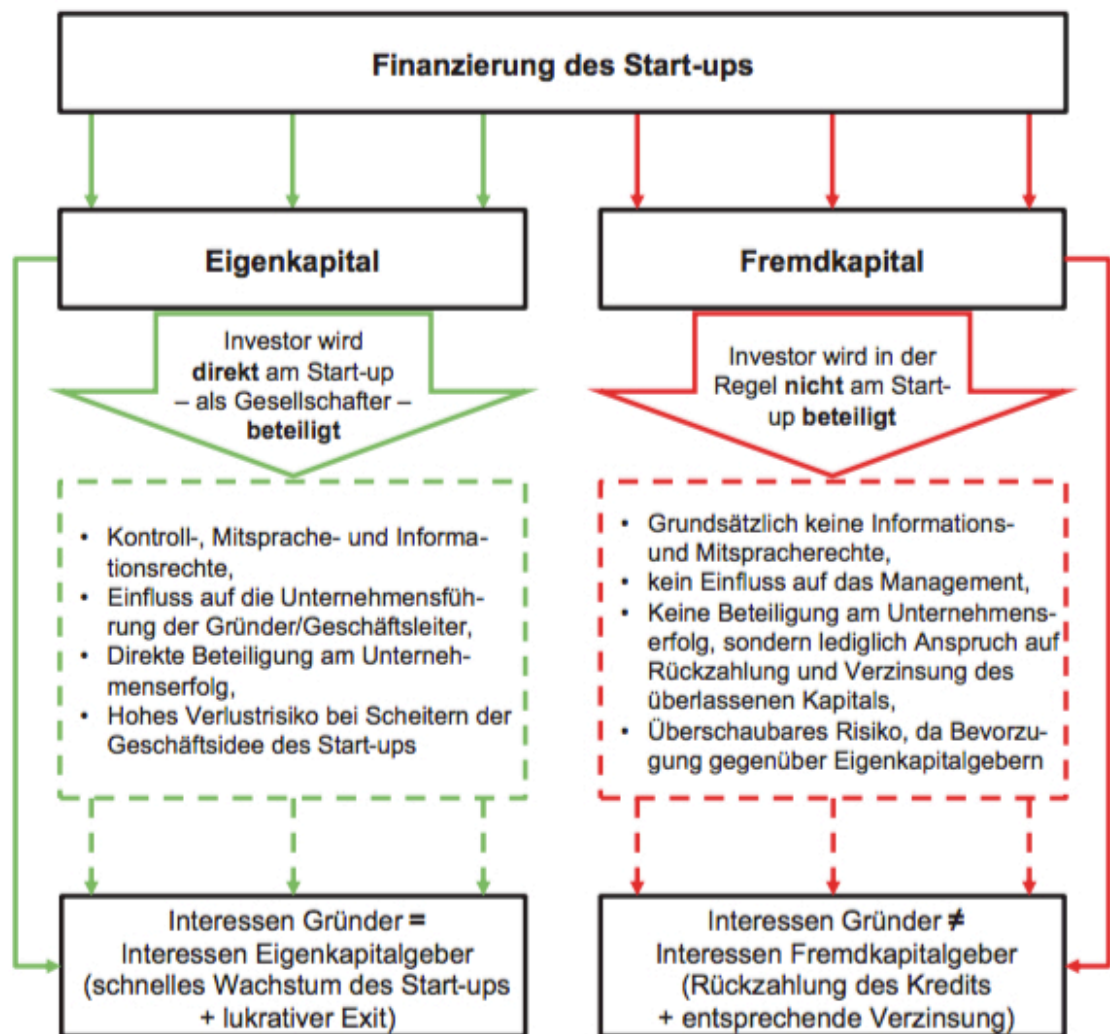 Finanzierung des Start-ups
Eigenkapital
Fremdkapital
Investor wird
direkt am Start-up
– als Gesellschafter –
beteiligt
Investor wird in der
Regel nicht am Start-
up beteiligt
• Kontroll-, Mitsprache- und Informa-
tionsrechte,
• Einfluss auf die Unternehmensfüh-
rung der Gründer/Geschäftsleiter,
• Direkte Beteiligung am Unterneh-
menserfolg,
• Hohes Verlustrisiko bei Scheitern der
Geschäftsidee des Start-ups
• Grundsätzlich keine Informations-
und Mitspracherechte,
• kein Einfluss auf das Management,
• Keine Beteiligung am Unternehmens-
erfolg, sondern lediglich Anspruch auf
Rückzahlung und Verzinsung des
überlassenen Kapitals,
• Überschaubares Risiko, da Bevorzu-
gung gegenüber Eigenkapitalgebern
Interessen Gründer =
Interessen Eigenkapitalgeber
(schnelles Wachstum des Start-ups
+ lukrativer Exit)
Interessen Gründer ≠
Interessen Fremdkapitalgeber
(Rückzahlung des Kredits
+ entsprechende Verzinsung)